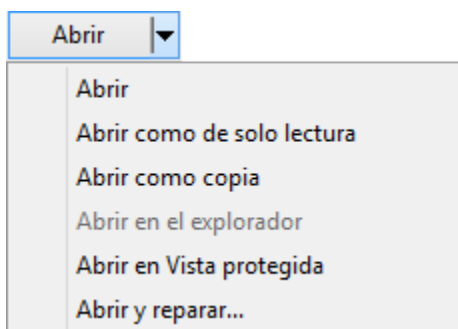 Abrir
Abrir
Abrir como de solo lectura
Abrir como copia
Abrir en el explorador
Abrir en Vista protegida
Abrir y reparar...